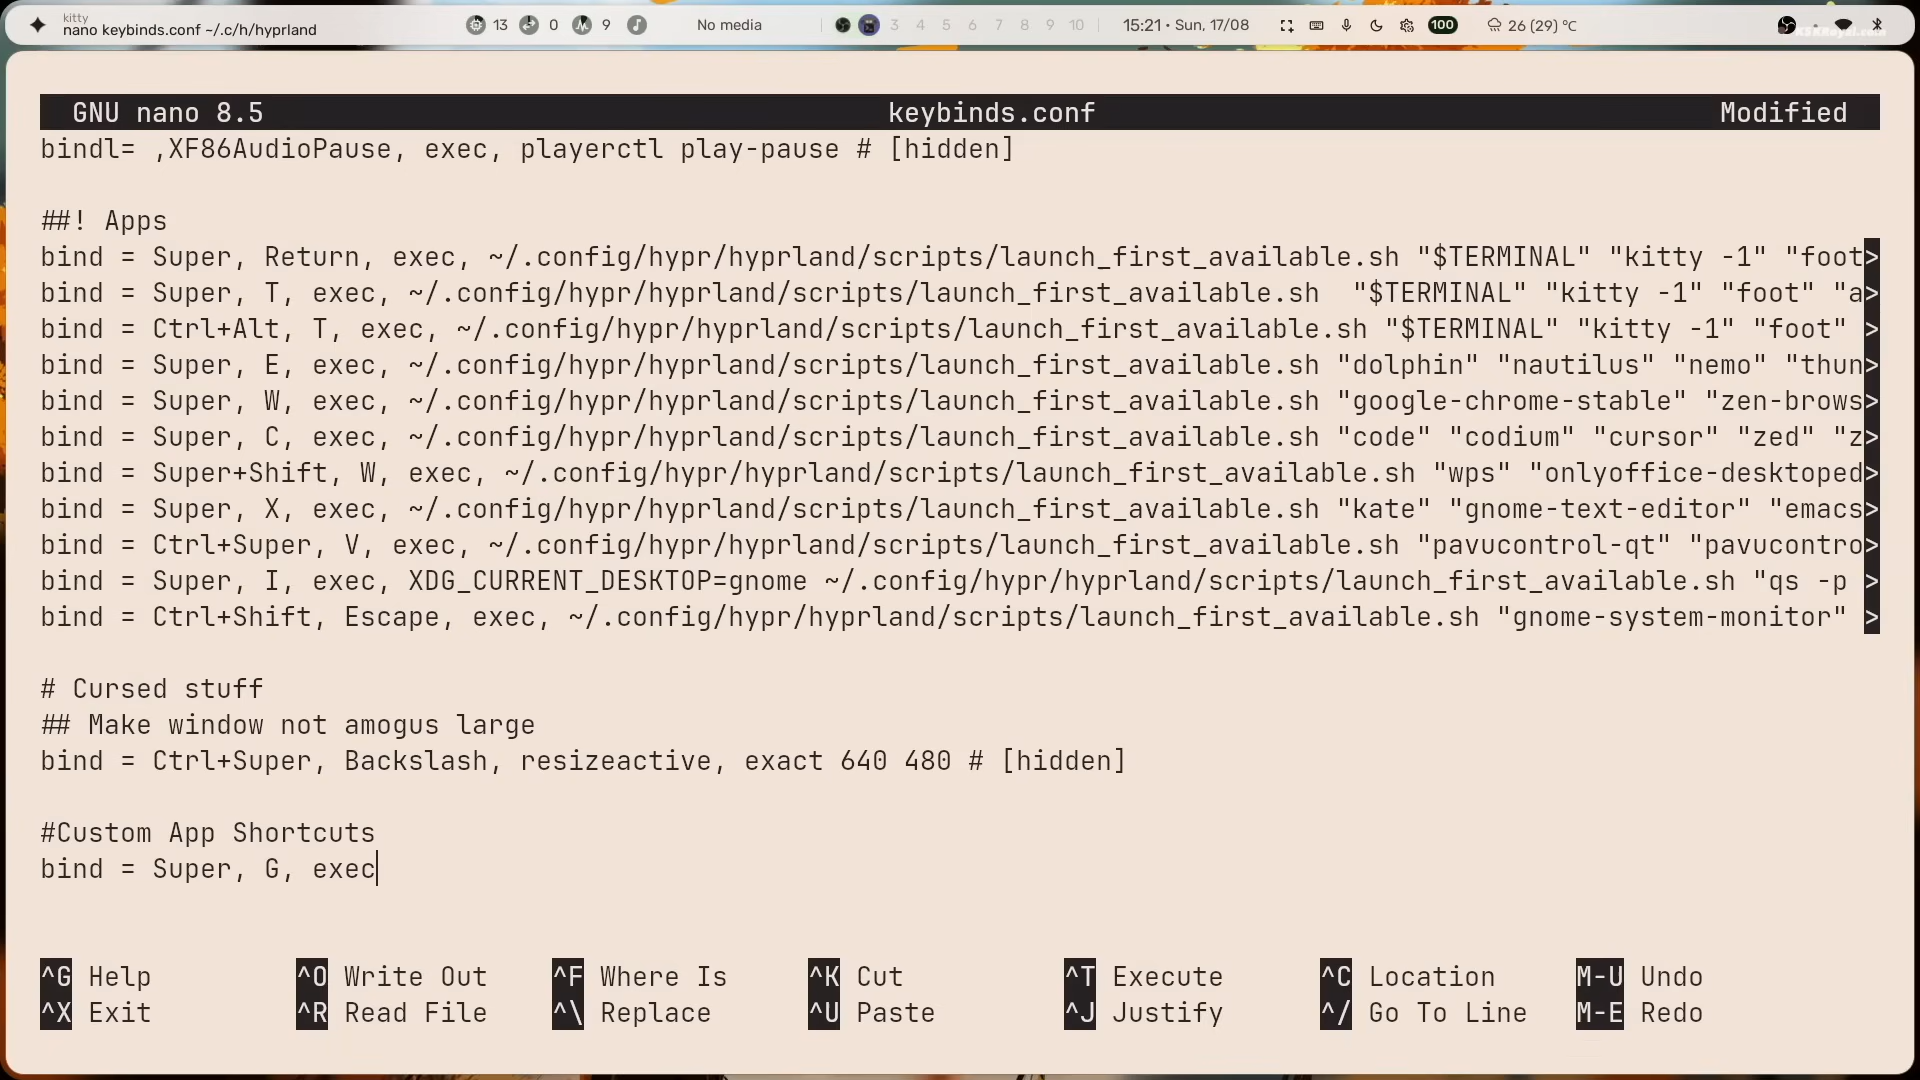 kitty
nano keybinds.conf ~/.c/h/hyprland
13 0 9 No media 3 4 5 6 7 8 9 10 15:21 • Sun, 17/08 100 26 (29) °C
GNU nano 8.5 keybinds.conf Modified
bindl= ,XF86AudioPause, exec, playerctl play-pause # [hidden]
##! Apps
bind = Super, Return, exec, ~/.config/hypr/hyprland/scripts/launch_first_available.sh "$TERMINAL" "kitty -1" "foot>
bind = Super, T, exec, ~/.config/hypr/hyprland/scripts/launch_first_available.sh  "$TERMINAL" "kitty -1" "foot" "a>
bind = Ctrl+Alt, T, exec, ~/.config/hypr/hyprland/scripts/launch_first_available.sh "$TERMINAL" "kitty -1" "foot" >
bind = Super, E, exec, ~/.config/hypr/hyprland/scripts/launch_first_available.sh "dolphin" "nautilus" "nemo" "thun>
bind = Super, W, exec, ~/.config/hypr/hyprland/scripts/launch_first_available.sh "google-chrome-stable" "zen-brows>
bind = Super, C, exec, ~/.config/hypr/hyprland/scripts/launch_first_available.sh "code" "codium" "cursor" "zed" "z>
bind = Super+Shift, W, exec, ~/.config/hypr/hyprland/scripts/launch_first_available.sh "wps" "onlyoffice-desktoped>
bind = Super, X, exec, ~/.config/hypr/hyprland/scripts/launch_first_available.sh "kate" "gnome-text-editor" "emacs>
bind = Ctrl+Super, V, exec, ~/.config/hypr/hyprland/scripts/launch_first_available.sh "pavucontrol-qt" "pavucontro>
bind = Super, I, exec, XDG_CURRENT_DESKTOP=gnome ~/.config/hypr/hyprland/scripts/launch_first_available.sh "qs -p >
bind = Ctrl+Shift, Escape, exec, ~/.config/hypr/hyprland/scripts/launch_first_available.sh "gnome-system-monitor" >
# Cursed stuff
## Make window not amogus large
bind = Ctrl+Super, Backslash, resizeactive, exact 640 480 # [hidden]
#Custom App Shortcuts
bind = Super, G, exec
^G Help ^O Write Out ^F Where Is ^K Cut ^T Execute ^C Location M-U Undo
^X Exit ^R Read File ^\ Replace ^U Paste ^J Justify ^/ Go To Line M-E Redo